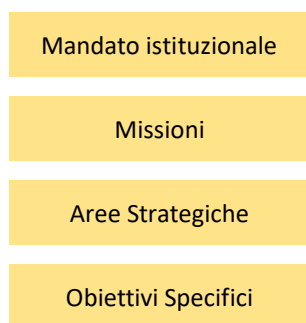 Mandato istituzionale
Missioni
Aree Strategiche
Obiettivi Specifici